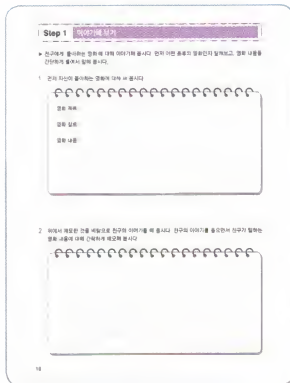 Step 1 이야기해 보기
▶ 친구에게 좋아하는 영화에 대해 이야기해 봅시다. 먼저 어떤 종류의 영화인지 말해보고, 영화 내용을
간단하게 줄여서 말해 봅시다.
1 먼저 자신이 좋아하는 영화에 대해 써 봅시다.
영화 제목:
영화 장르:
영화 내용:
2 위에서 메모한 것을 바탕으로 친구와 이야기를 해 봅시다. 친구의 이야기를 들으면서 친구가 말하는
영화 내용에 대해 간략하게 메모해 봅시다.